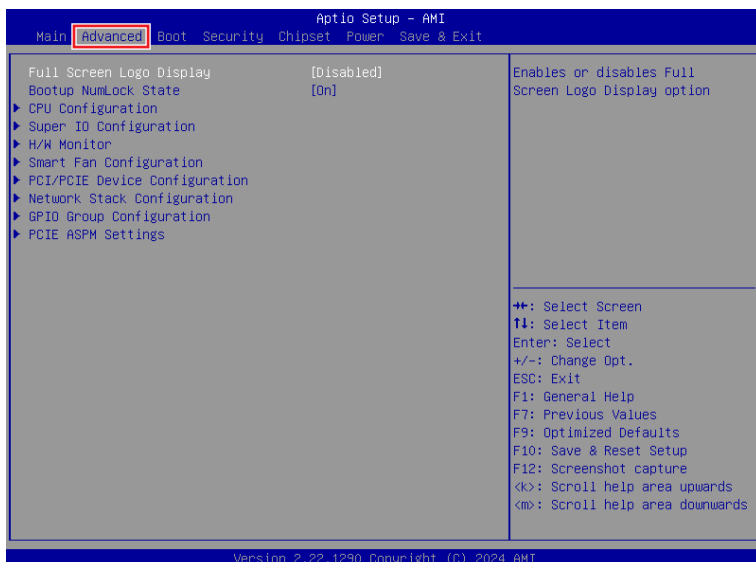 Aptio Setup – AMI
Main Advanced Boot Security Chipset Power Save & Exit
Full Screen Logo Display [Disabled]
Bootup NumLock State [On]
CPU Configuration
Super IO Configuration
H/W Monitor
Smart Fan Configuration
PCI/PCIE Device Configuration
Network Stack Configuration
GPIO Group Configuration
PCIE ASPM Settings
Enables or disables Full
Screen Logo Display option
→←: Select Screen
↑↓: Select Item
Enter: Select
+/-: Change Opt.
ESC: Exit
F1: General Help
F7: Previous Values
F9: Optimized Defaults
F10: Save & Reset Setup
F12: Screenshot capture
<k>: Scroll help area upwards
<m>: Scroll help area downwards
Version 2.22.1290 Copyright (C) 2024 AMI